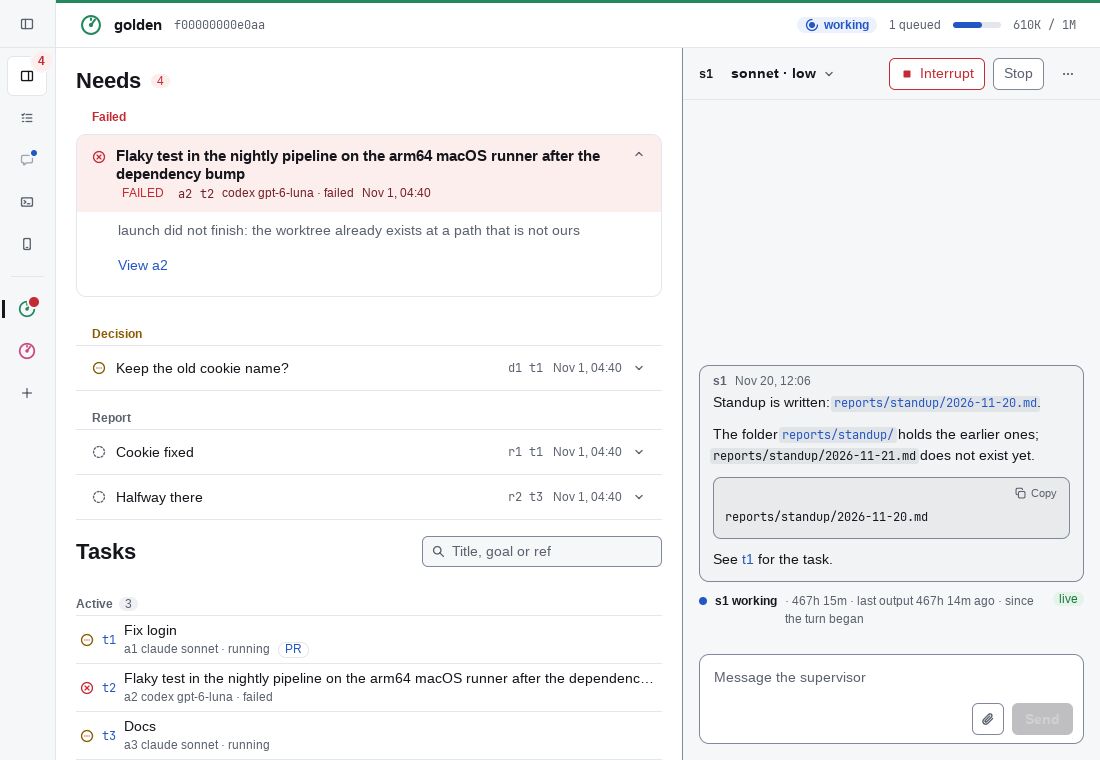 golden f00000000e0aa
working 1 queued 610K / 1M
4
Needs 4
Failed
Flaky test in the nightly pipeline on the arm64 macOS runner after the
dependency bump
FAILED a2 t2 codex gpt-6-luna · failed Nov 1, 04:40
launch did not finish: the worktree already exists at a path that is not ours
View a2
Decision
Keep the old cookie name? d1 t1 Nov 1, 04:40
Report
Cookie fixed r1 t1 Nov 1, 04:40
Halfway there r2 t3 Nov 1, 04:40
Tasks
Title, goal or ref
Active 3
t1 Fix login
a1 claude sonnet · running PR
t2 Flaky test in the nightly pipeline on the arm64 macOS runner after the dependenc…
a2 codex gpt-6-luna · failed
t3 Docs
a3 claude sonnet · running
s1 sonnet · low
Interrupt
Stop
s1 Nov 20, 12:06
Standup is written: reports/standup/2026-11-20.md.
The folder reports/standup/ holds the earlier ones;
reports/standup/2026-11-21.md does not exist yet.
Copy
reports/standup/2026-11-20.md
See t1 for the task.
s1 working · 467h 15m · last output 467h 14m ago · since
the turn began
live
Message the supervisor
Send